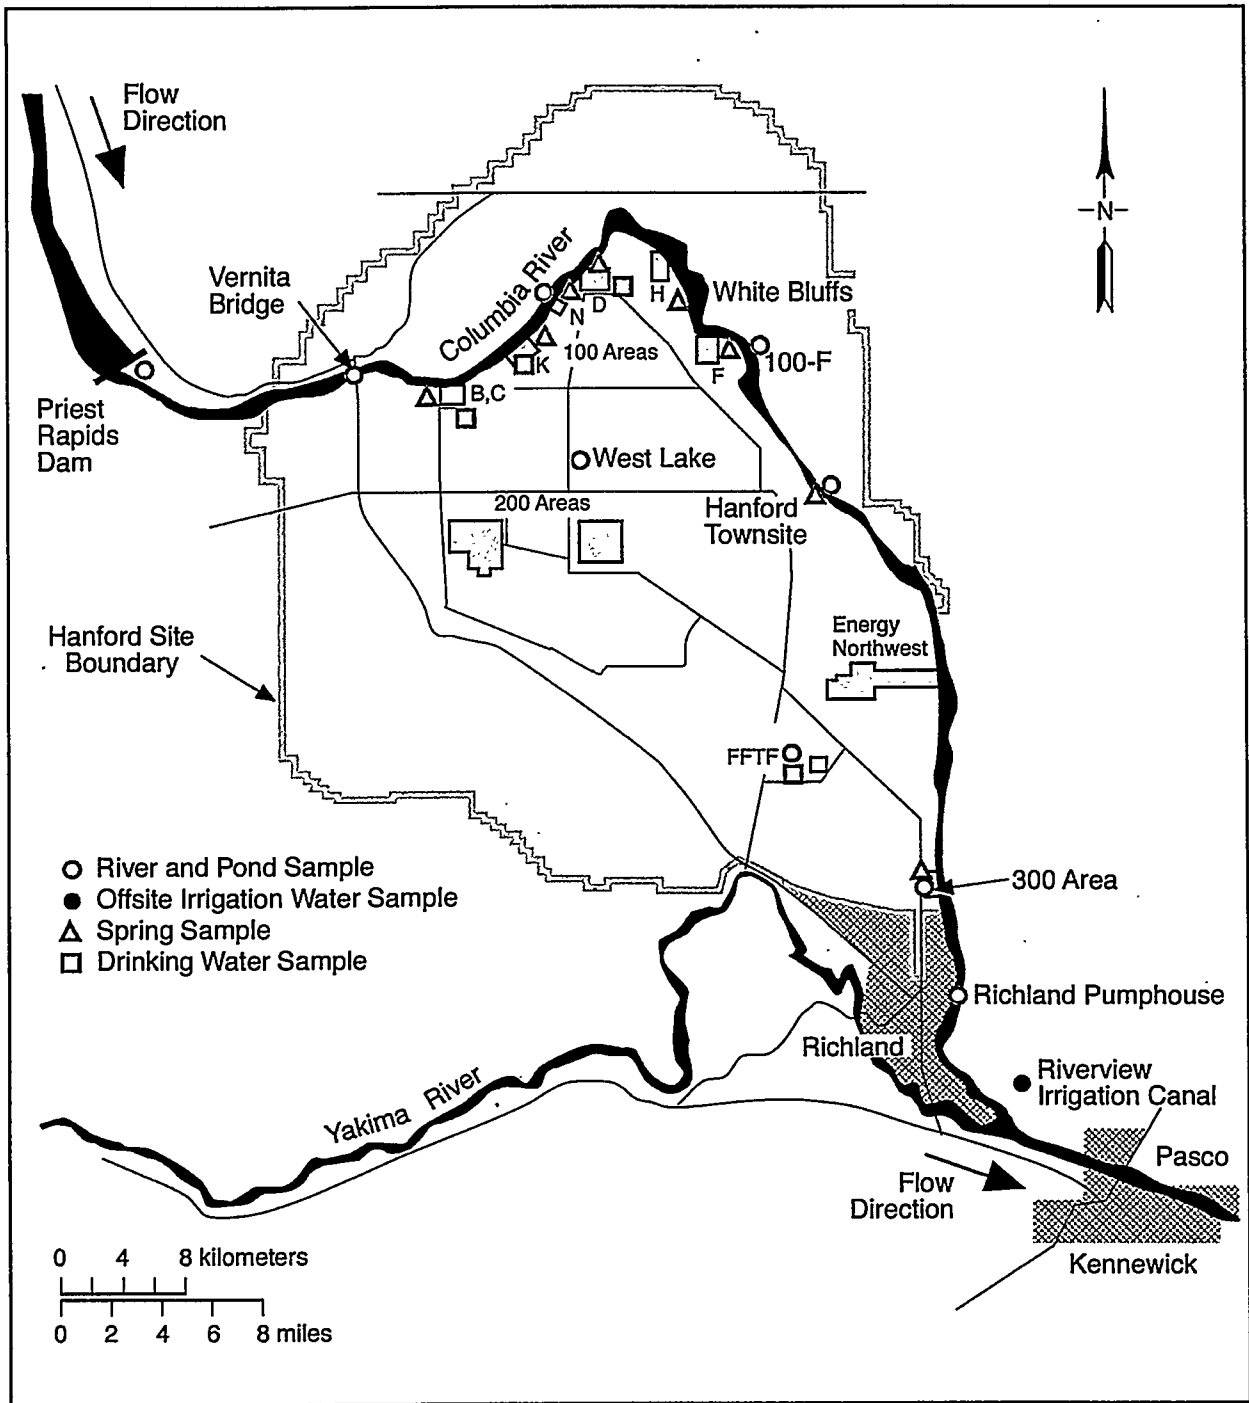 Flow
Direction
N
Vernita
Bridge
Columbia River
D
H
White Bluffs
N
100 Areas
K
F
100-F
B,C
Priest
Rapids
Dam
West Lake
200 Areas
Hanford
Townsite
Hanford Site
Boundary
Energy
Northwest
FFTF
River and Pond Sample
Offsite Irrigation Water Sample
Spring Sample
Drinking Water Sample
300 Area
Richland Pumphouse
Richland
Riverview
Irrigation Canal
Yakima River
Pasco
Flow
Direction
Kennewick
0 4 8 kilometers
0 2 4 6 8 miles